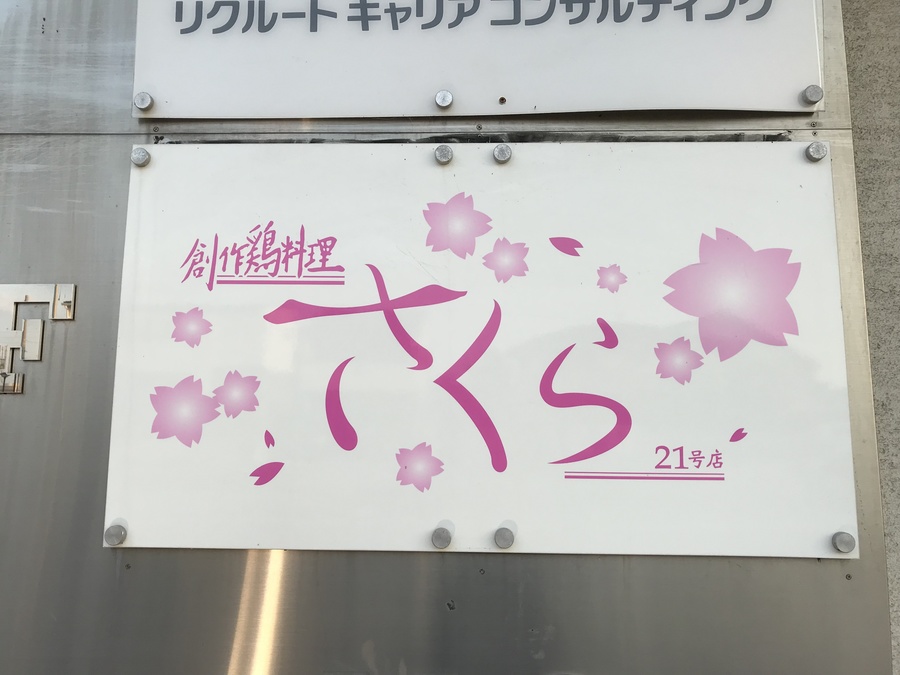 リクルートキャリアコンサルティング
創作鶏料理
さくら
21号店